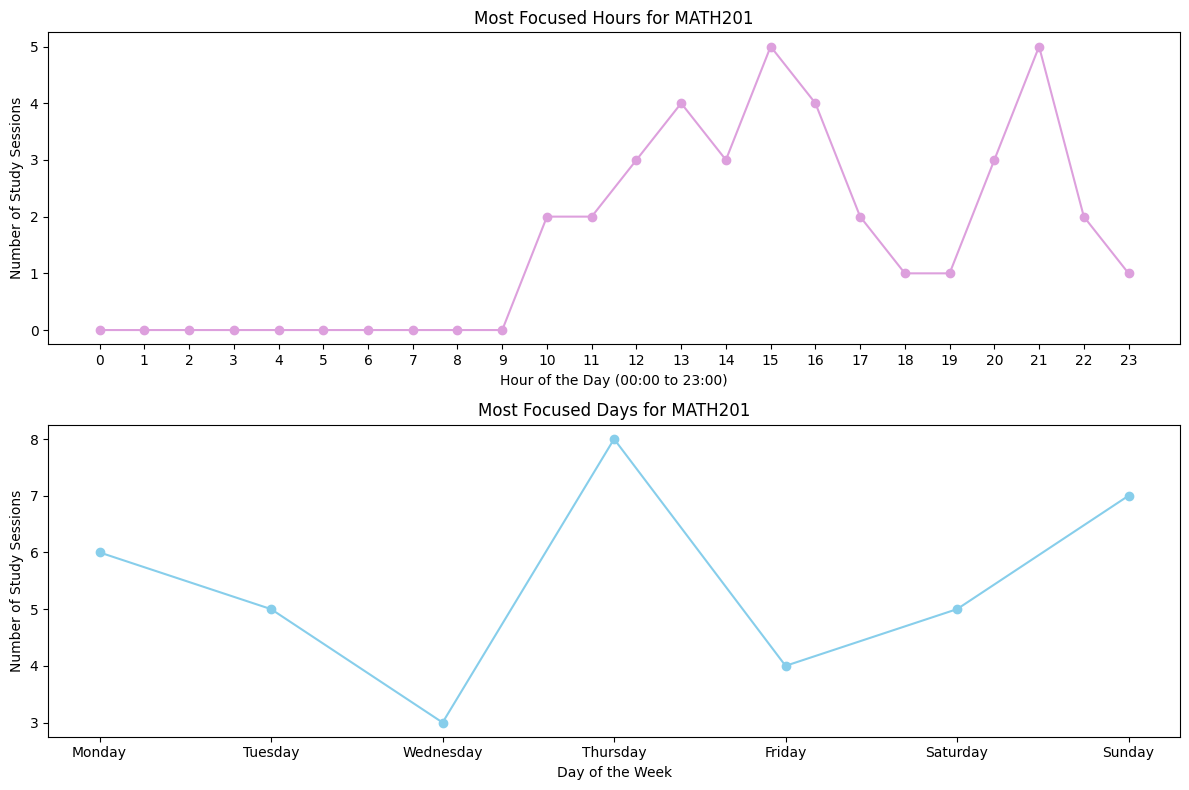 Most Focused Hours for MATH201
Number of Study Sessions
5
4
3
2
1
0
0 1 2 3 4 5 6 7 8 9 10 11 12 13 14 15 16 17 18 19 20 21 22 23
Hour of the Day (00:00 to 23:00)
Most Focused Days for MATH201
Number of Study Sessions
8
7
6
5
4
3
Monday Tuesday Wednesday Thursday Friday Saturday Sunday
Day of the Week